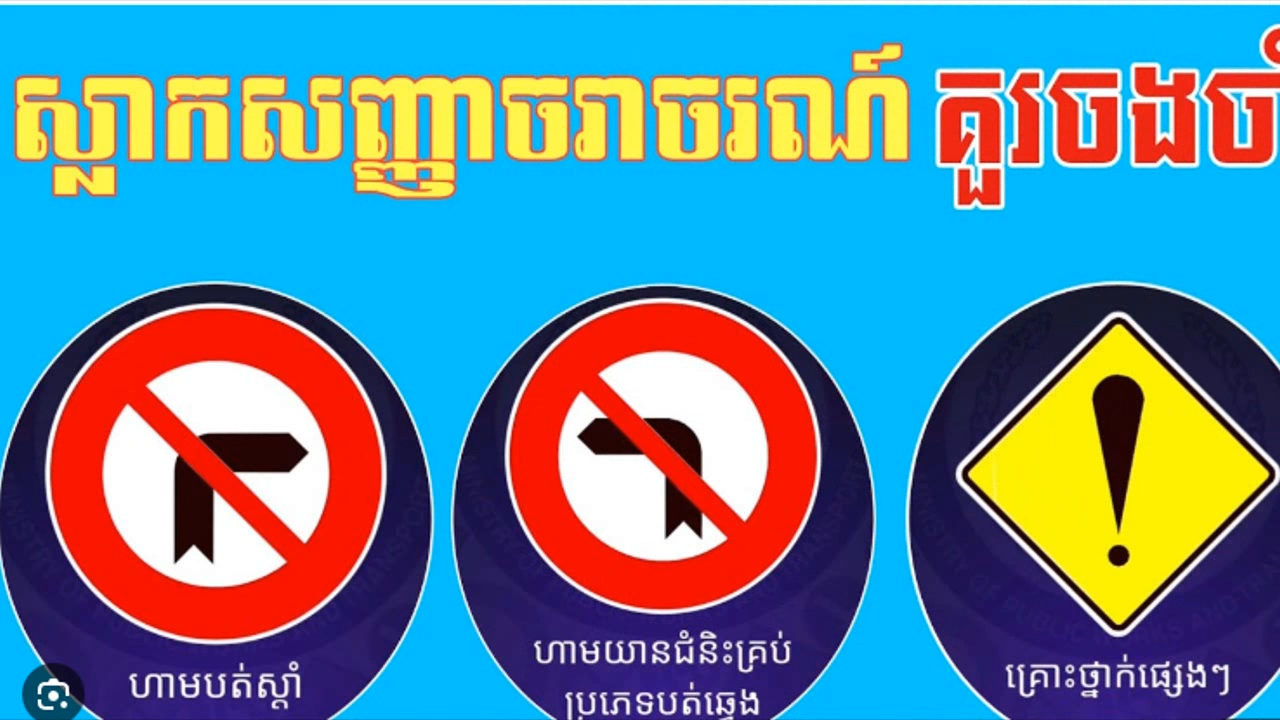 ស្លាកសញ្ញាចរាចរណ៍ គួរចងចាំ
ហាមបត់ស្តាំ
ហាមយានជំនិះគ្រប់
ប្រភេទបត់ឆ្វេង
គ្រោះថ្នាក់ផ្សេងៗ